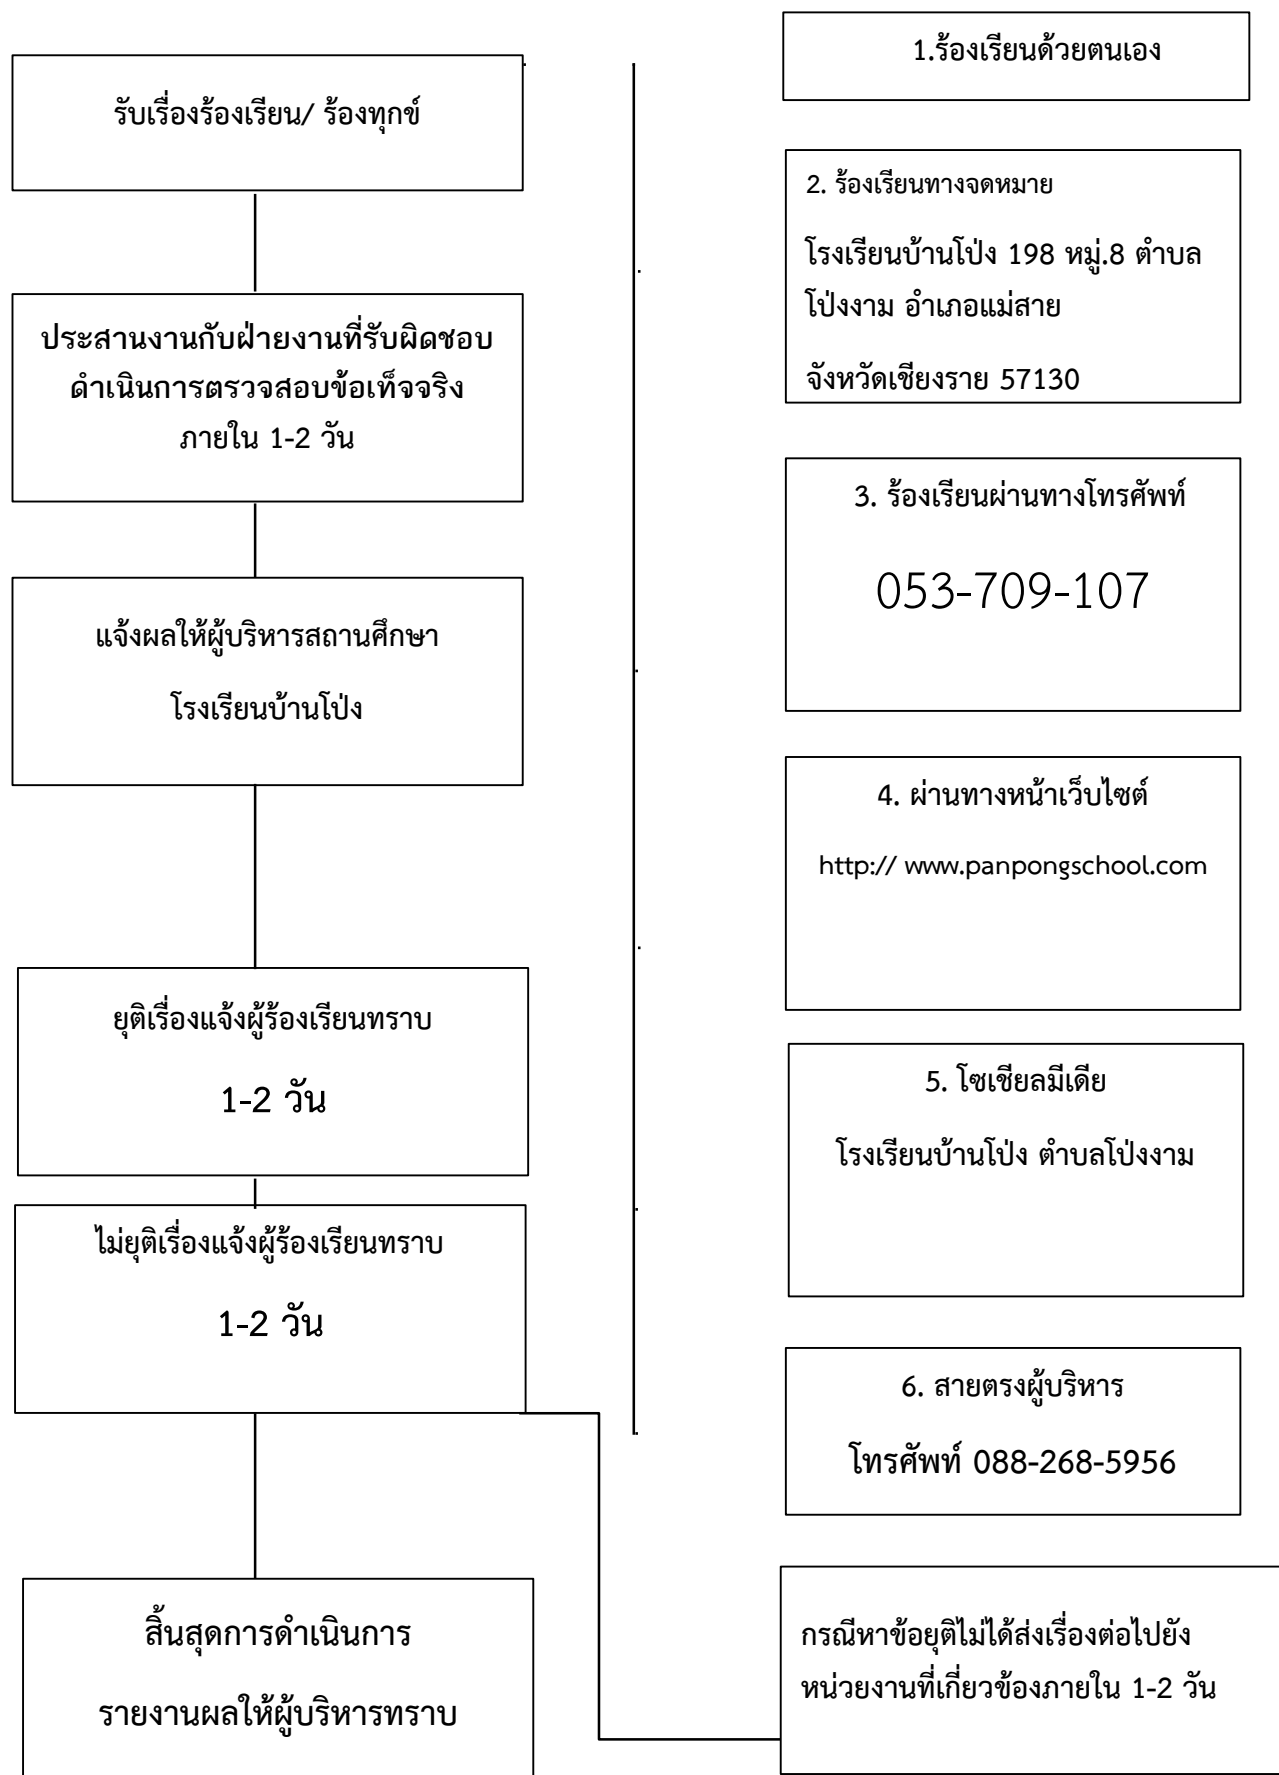 รับเรื่องร้องเรียน/ ร้องทุกข์
ประสานงานกับฝ่ายงานที่รับผิดชอบ
ดำเนินการตรวจสอบข้อเท็จจริง
ภายใน 1-2 วัน
แจ้งผลให้ผู้บริหารสถานศึกษา
โรงเรียนบ้านโป่ง
ยุติเรื่องแจ้งผู้ร้องเรียนทราบ
1-2 วัน
ไม่ยุติเรื่องแจ้งผู้ร้องเรียนทราบ
1-2 วัน
สิ้นสุดการดำเนินการ
รายงานผลให้ผู้บริหารทราบ
1.ร้องเรียนด้วยตนเอง
2. ร้องเรียนทางจดหมาย
โรงเรียนบ้านโป่ง 198 หมู่.8 ตำบล
โป่งงาม อำเภอแม่สาย
จังหวัดเชียงราย 57130
3. ร้องเรียนผ่านทางโทรศัพท์
053-709-107
4. ผ่านทางหน้าเว็บไซต์
http:// www.panpongschool.com
5. โซเชียลมีเดีย
โรงเรียนบ้านโป่ง ตำบลโป่งงาม
6. สายตรงผู้บริหาร
โทรศัพท์ 088-268-5956
กรณีหาข้อยุติไม่ได้ส่งเรื่องต่อไปยัง
หน่วยงานที่เกี่ยวข้องภายใน 1-2 วัน